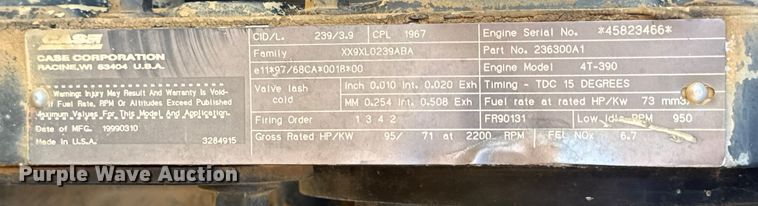 CASE
CASE CORPORATION
RACINE,WI 53404 U.S.A.
Warning: Injury May Result And Warranty Is Void-
If Fuel Rate, RPM Or Altitudes Exceed Published
Maximum Values For This Model And Application.
Date of MFG. 19990310
Made in U.S.A. 3284915
CID/L. 239/3.9 CPL 1967
Family XX9XL0239ABA
e11*97/68CA*0018*00
Valve lash cold Inch 0.010 Int. 0.020 Exh
MM 0.254 Int. 0.508 Exh
Firing Order 1 3 4 2
Gross Rated HP/KW 95/ 71 at 2200 RPM
Engine Serial No. *45823466*
Part No. 236300A1
Engine Model 4T-390
Timing - TDC 15 DEGREES
Fuel rate at rated HP/KW 73 mm3/
FR90131 Low Idle RPM 950
FEL NOx 6.7
Purple Wave Auction